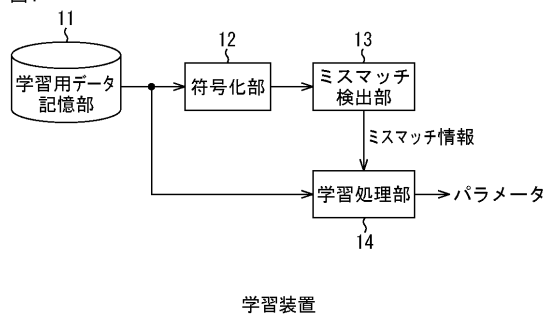 11
12
13
学習用データ
記憶部
符号化部
ミスマッチ
検出部
ミスマッチ情報
学習処理部
パラメータ
14
学習装置